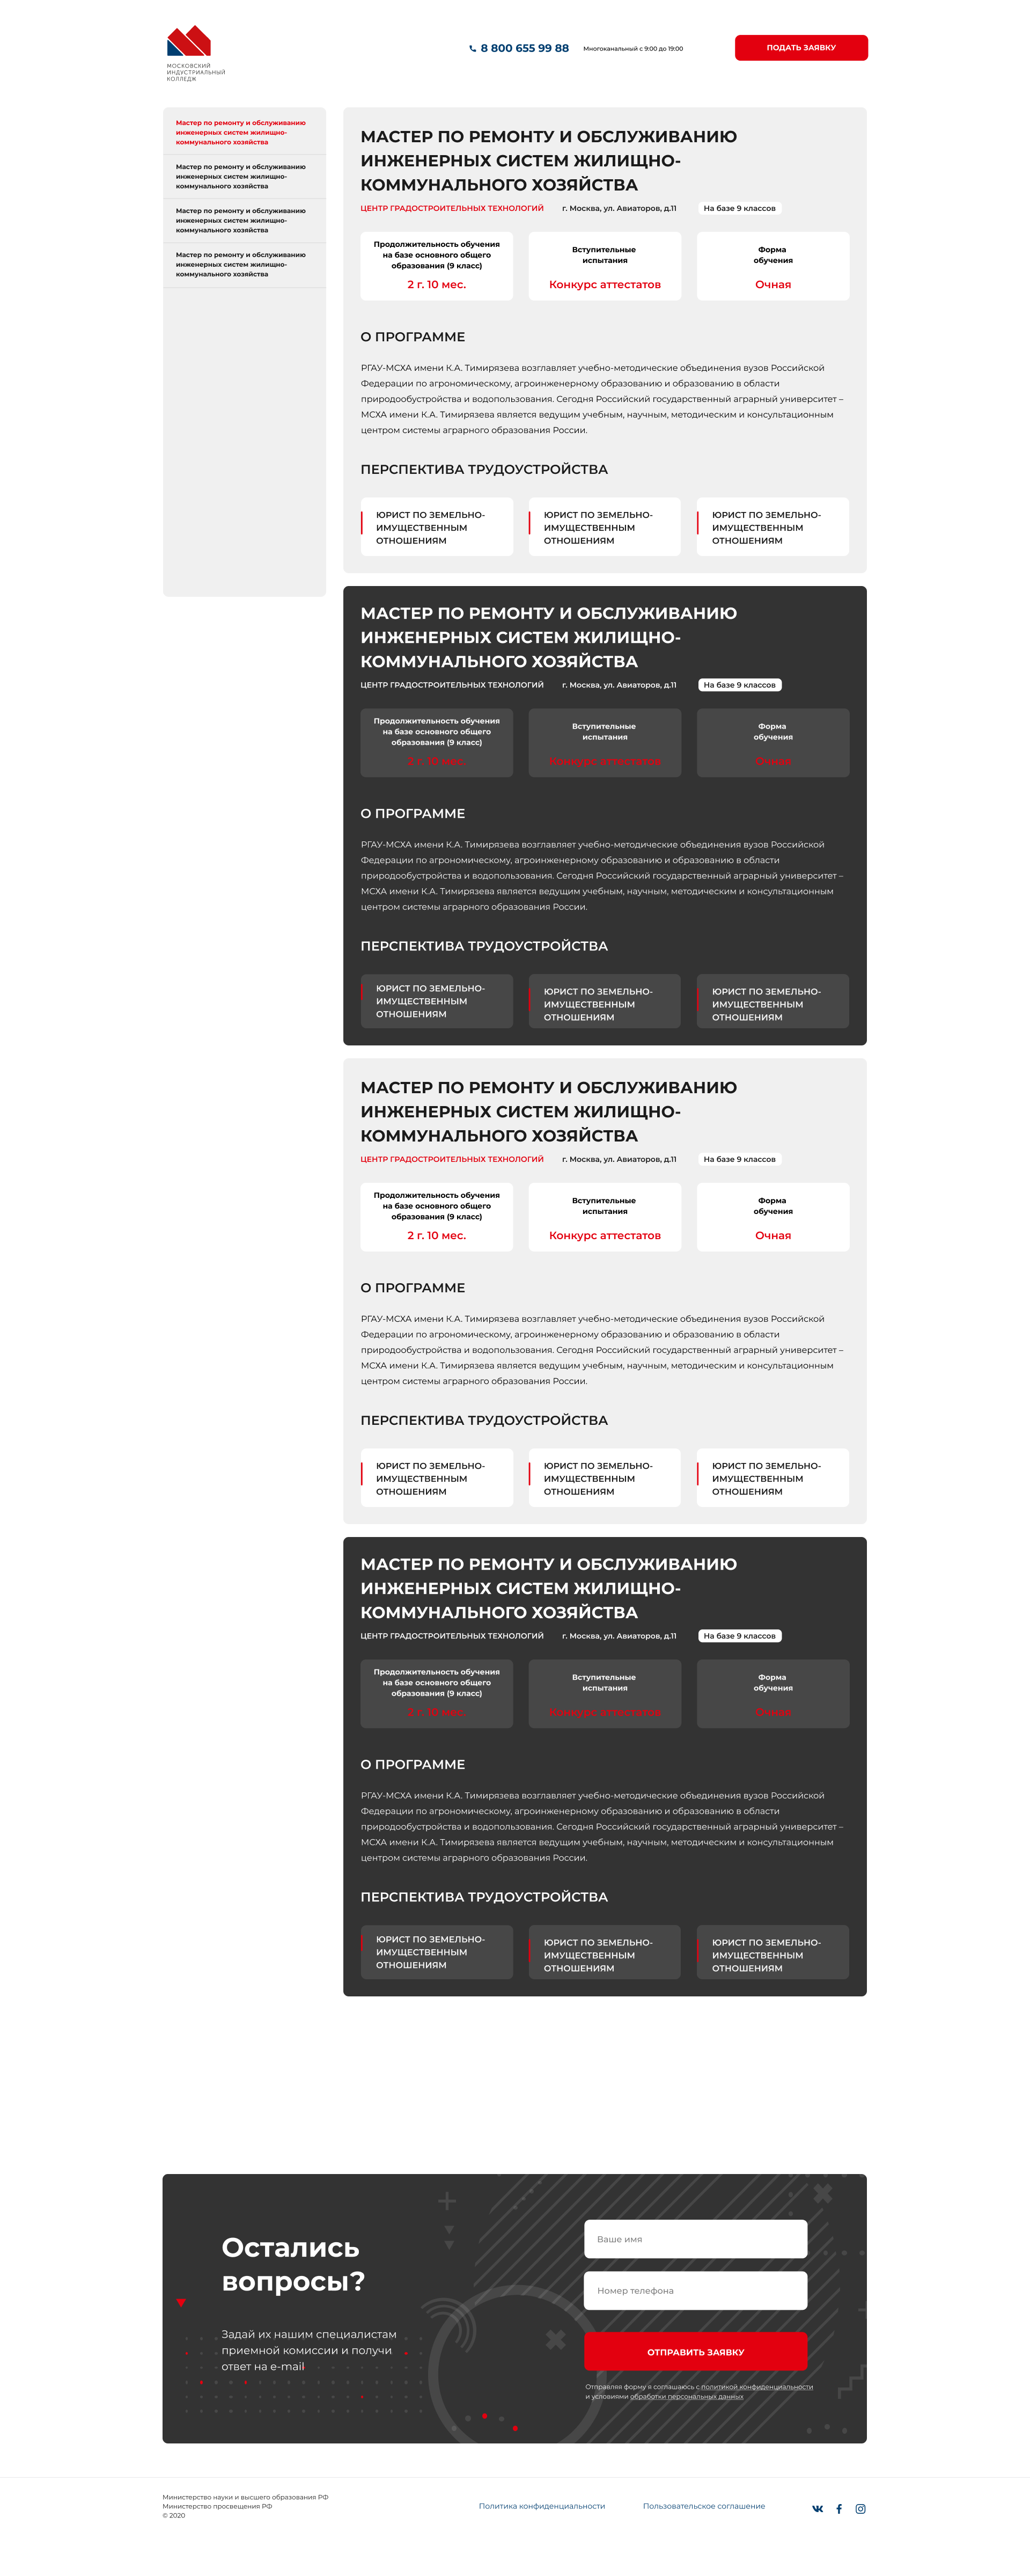 МОСКОВСКИЙ
ИНДУСТРИАЛЬНЫЙ
КОЛЛЕДЖ
8 800 655 99 88
Многоканальный с 9:00 до 19:00
ПОДАТЬ ЗАЯВКУ
Мастер по ремонту и обслуживанию
инженерных систем жилищно-
коммунального хозяйства
Мастер по ремонту и обслуживанию
инженерных систем жилищно-
коммунального хозяйства
Мастер по ремонту и обслуживанию
инженерных систем жилищно-
коммунального хозяйства
Мастер по ремонту и обслуживанию
инженерных систем жилищно-
коммунального хозяйства
МАСТЕР ПО РЕМОНТУ И ОБСЛУЖИВАНИЮ
ИНЖЕНЕРНЫХ СИСТЕМ ЖИЛИЩНО-
КОММУНАЛЬНОГО ХОЗЯЙСТВА
ЦЕНТР ГРАДОСТРОИТЕЛЬНЫХ ТЕХНОЛОГИЙ г. Москва, ул. Авиаторов, д.11 На базе 9 классов
Продолжительность обучения
на базе основного общего
образования (9 класс)
2 г. 10 мес.
Вступительные
испытания
Конкурс аттестатов
Форма
обучения
Очная
О ПРОГРАММЕ
РГАУ-МСХА имени К.А. Тимирязева возглавляет учебно-методические объединения вузов Российской
Федерации по агрономическому, агроинженерному образованию и образованию в области
природообустройства и водопользования. Сегодня Российский государственный аграрный университет –
МСХА имени К.А. Тимирязева является ведущим учебным, научным, методическим и консультационным
центром системы аграрного образования России.
ПЕРСПЕКТИВА ТРУДОУСТРОЙСТВА
ЮРИСТ ПО ЗЕМЕЛЬНО-
ИМУЩЕСТВЕННЫМ
ОТНОШЕНИЯМ
ЮРИСТ ПО ЗЕМЕЛЬНО-
ИМУЩЕСТВЕННЫМ
ОТНОШЕНИЯМ
ЮРИСТ ПО ЗЕМЕЛЬНО-
ИМУЩЕСТВЕННЫМ
ОТНОШЕНИЯМ
МАСТЕР ПО РЕМОНТУ И ОБСЛУЖИВАНИЮ
ИНЖЕНЕРНЫХ СИСТЕМ ЖИЛИЩНО-
КОММУНАЛЬНОГО ХОЗЯЙСТВА
ЦЕНТР ГРАДОСТРОИТЕЛЬНЫХ ТЕХНОЛОГИЙ г. Москва, ул. Авиаторов, д.11 На базе 9 классов
Продолжительность обучения
на базе основного общего
образования (9 класс)
2 г. 10 мес.
Вступительные
испытания
Конкурс аттестатов
Форма
обучения
Очная
О ПРОГРАММЕ
РГАУ-МСХА имени К.А. Тимирязева возглавляет учебно-методические объединения вузов Российской
Федерации по агрономическому, агроинженерному образованию и образованию в области
природообустройства и водопользования. Сегодня Российский государственный аграрный университет –
МСХА имени К.А. Тимирязева является ведущим учебным, научным, методическим и консультационным
центром системы аграрного образования России.
ПЕРСПЕКТИВА ТРУДОУСТРОЙСТВА
ЮРИСТ ПО ЗЕМЕЛЬНО-
ИМУЩЕСТВЕННЫМ
ОТНОШЕНИЯМ
ЮРИСТ ПО ЗЕМЕЛЬНО-
ИМУЩЕСТВЕННЫМ
ОТНОШЕНИЯМ
ЮРИСТ ПО ЗЕМЕЛЬНО-
ИМУЩЕСТВЕННЫМ
ОТНОШЕНИЯМ
МАСТЕР ПО РЕМОНТУ И ОБСЛУЖИВАНИЮ
ИНЖЕНЕРНЫХ СИСТЕМ ЖИЛИЩНО-
КОММУНАЛЬНОГО ХОЗЯЙСТВА
ЦЕНТР ГРАДОСТРОИТЕЛЬНЫХ ТЕХНОЛОГИЙ г. Москва, ул. Авиаторов, д.11 На базе 9 классов
Продолжительность обучения
на базе основного общего
образования (9 класс)
2 г. 10 мес.
Вступительные
испытания
Конкурс аттестатов
Форма
обучения
Очная
О ПРОГРАММЕ
РГАУ-МСХА имени К.А. Тимирязева возглавляет учебно-методические объединения вузов Российской
Федерации по агрономическому, агроинженерному образованию и образованию в области
природообустройства и водопользования. Сегодня Российский государственный аграрный университет –
МСХА имени К.А. Тимирязева является ведущим учебным, научным, методическим и консультационным
центром системы аграрного образования России.
ПЕРСПЕКТИВА ТРУДОУСТРОЙСТВА
ЮРИСТ ПО ЗЕМЕЛЬНО-
ИМУЩЕСТВЕННЫМ
ОТНОШЕНИЯМ
ЮРИСТ ПО ЗЕМЕЛЬНО-
ИМУЩЕСТВЕННЫМ
ОТНОШЕНИЯМ
ЮРИСТ ПО ЗЕМЕЛЬНО-
ИМУЩЕСТВЕННЫМ
ОТНОШЕНИЯМ
МАСТЕР ПО РЕМОНТУ И ОБСЛУЖИВАНИЮ
ИНЖЕНЕРНЫХ СИСТЕМ ЖИЛИЩНО-
КОММУНАЛЬНОГО ХОЗЯЙСТВА
ЦЕНТР ГРАДОСТРОИТЕЛЬНЫХ ТЕХНОЛОГИЙ г. Москва, ул. Авиаторов, д.11 На базе 9 классов
Продолжительность обучения
на базе основного общего
образования (9 класс)
2 г. 10 мес.
Вступительные
испытания
Конкурс аттестатов
Форма
обучения
Очная
О ПРОГРАММЕ
РГАУ-МСХА имени К.А. Тимирязева возглавляет учебно-методические объединения вузов Российской
Федерации по агрономическому, агроинженерному образованию и образованию в области
природообустройства и водопользования. Сегодня Российский государственный аграрный университет –
МСХА имени К.А. Тимирязева является ведущим учебным, научным, методическим и консультационным
центром системы аграрного образования России.
ПЕРСПЕКТИВА ТРУДОУСТРОЙСТВА
ЮРИСТ ПО ЗЕМЕЛЬНО-
ИМУЩЕСТВЕННЫМ
ОТНОШЕНИЯМ
ЮРИСТ ПО ЗЕМЕЛЬНО-
ИМУЩЕСТВЕННЫМ
ОТНОШЕНИЯМ
ЮРИСТ ПО ЗЕМЕЛЬНО-
ИМУЩЕСТВЕННЫМ
ОТНОШЕНИЯМ
Остались
вопросы?
Задай их нашим специалистам
приемной комиссии и получи
ответ на e-mail
Ваше имя
Номер телефона
ОТПРАВИТЬ ЗАЯВКУ
Отправляя форму я соглашаюсь с политикой конфиденциальности
и условиями обработки персональных данных
Министерство науки и высшего образования РФ
Министерство просвещения РФ
© 2020
Политика конфиденциальности
Пользовательское соглашение